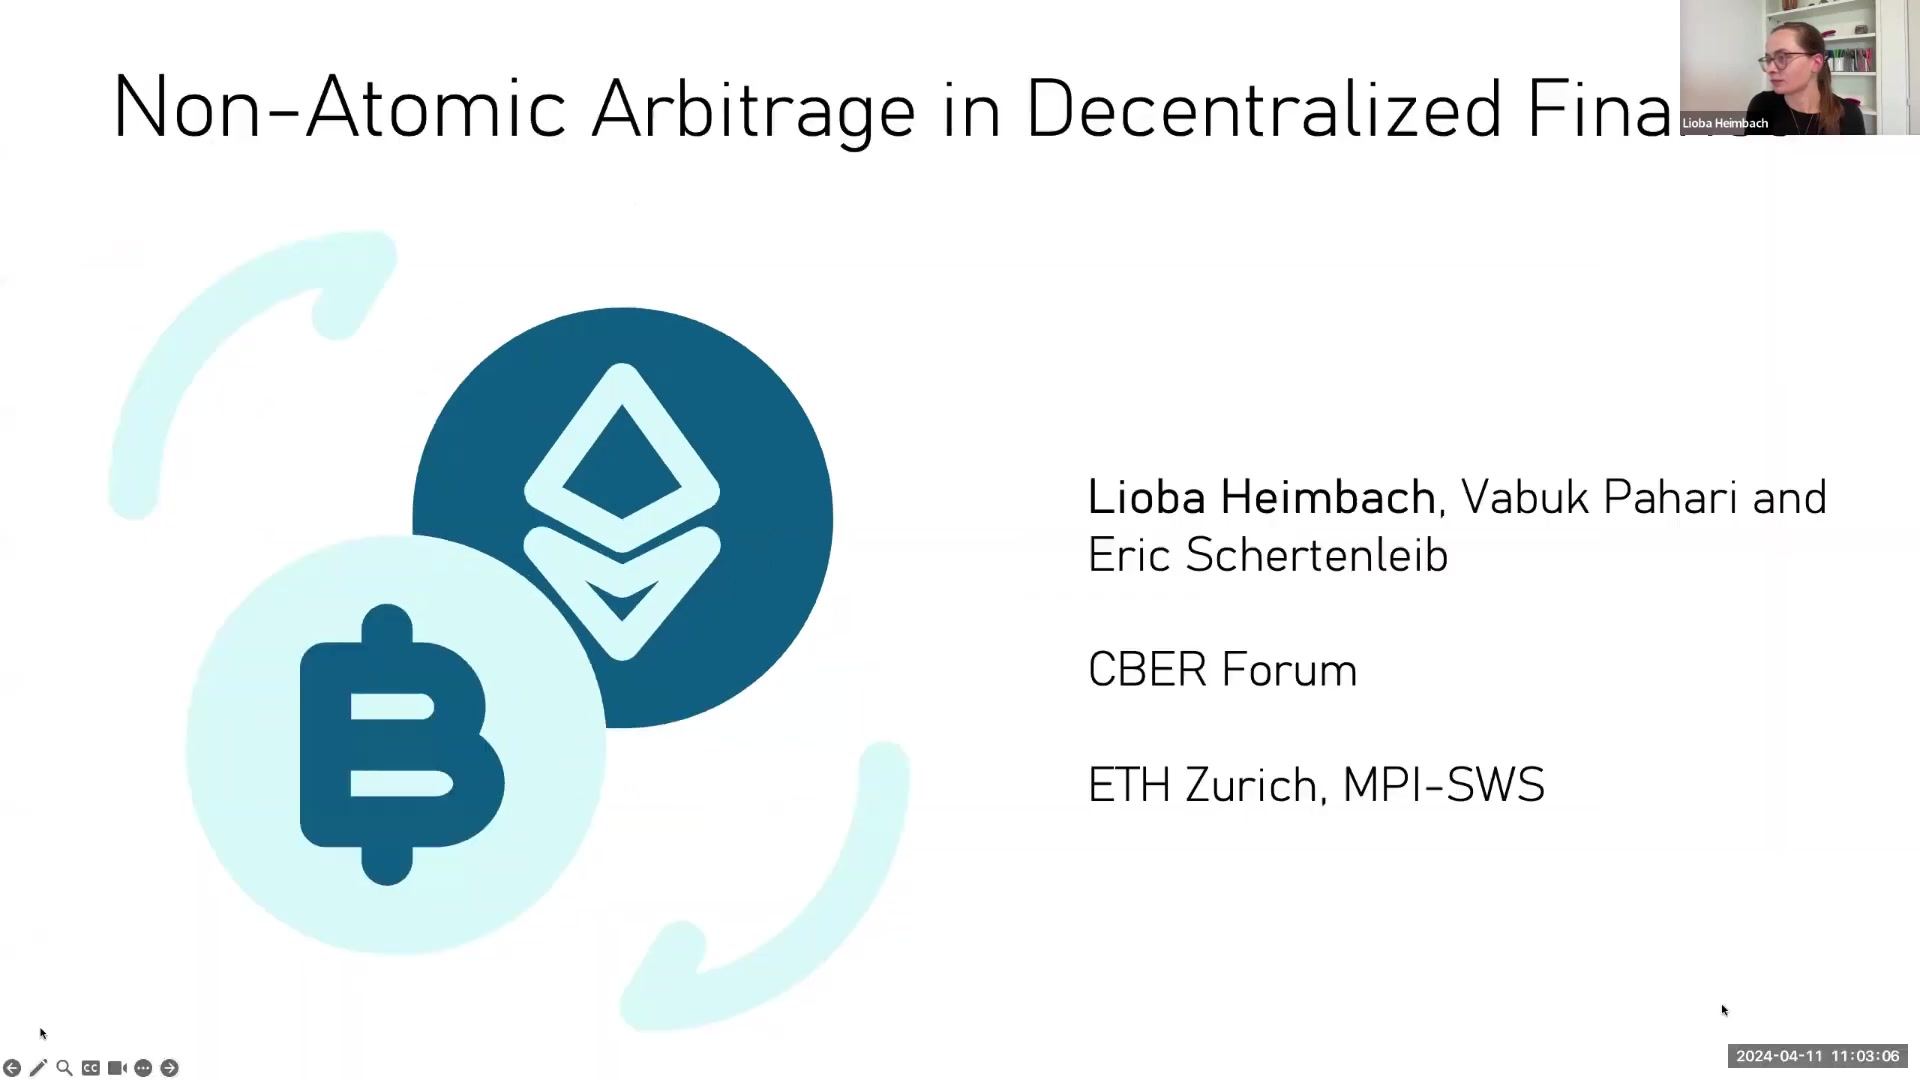 Non-Atomic Arbitrage in Decentralized Fina
Lioba Heimbach
Lioba Heimbach, Vabuk Pahari and
Eric Schertenleib
CBER Forum
ETH Zurich, MPI-SWS
CC
2024-04-11 11:03:06